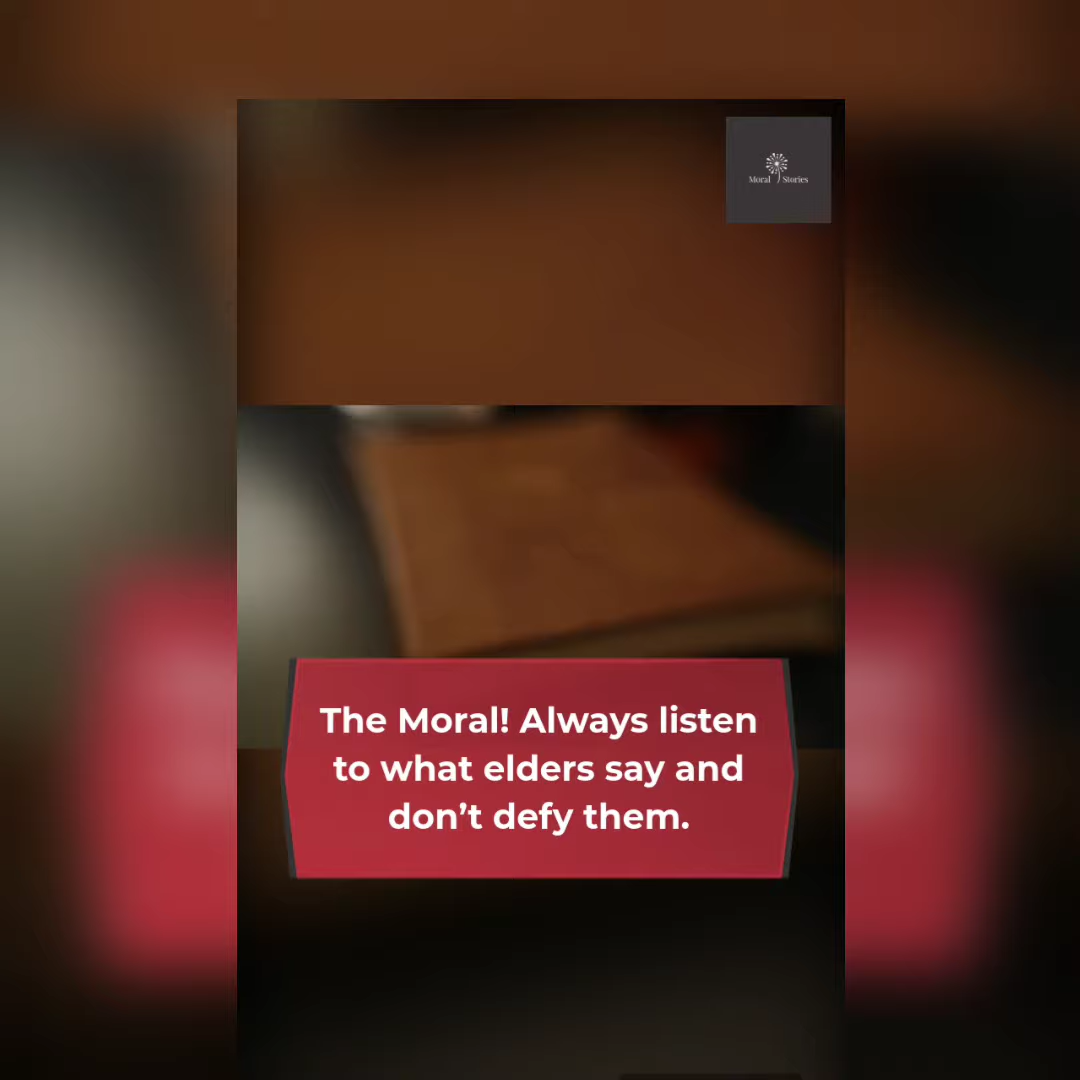 Moral Stories
The Moral! Always listen
to what elders say and
don’t defy them.